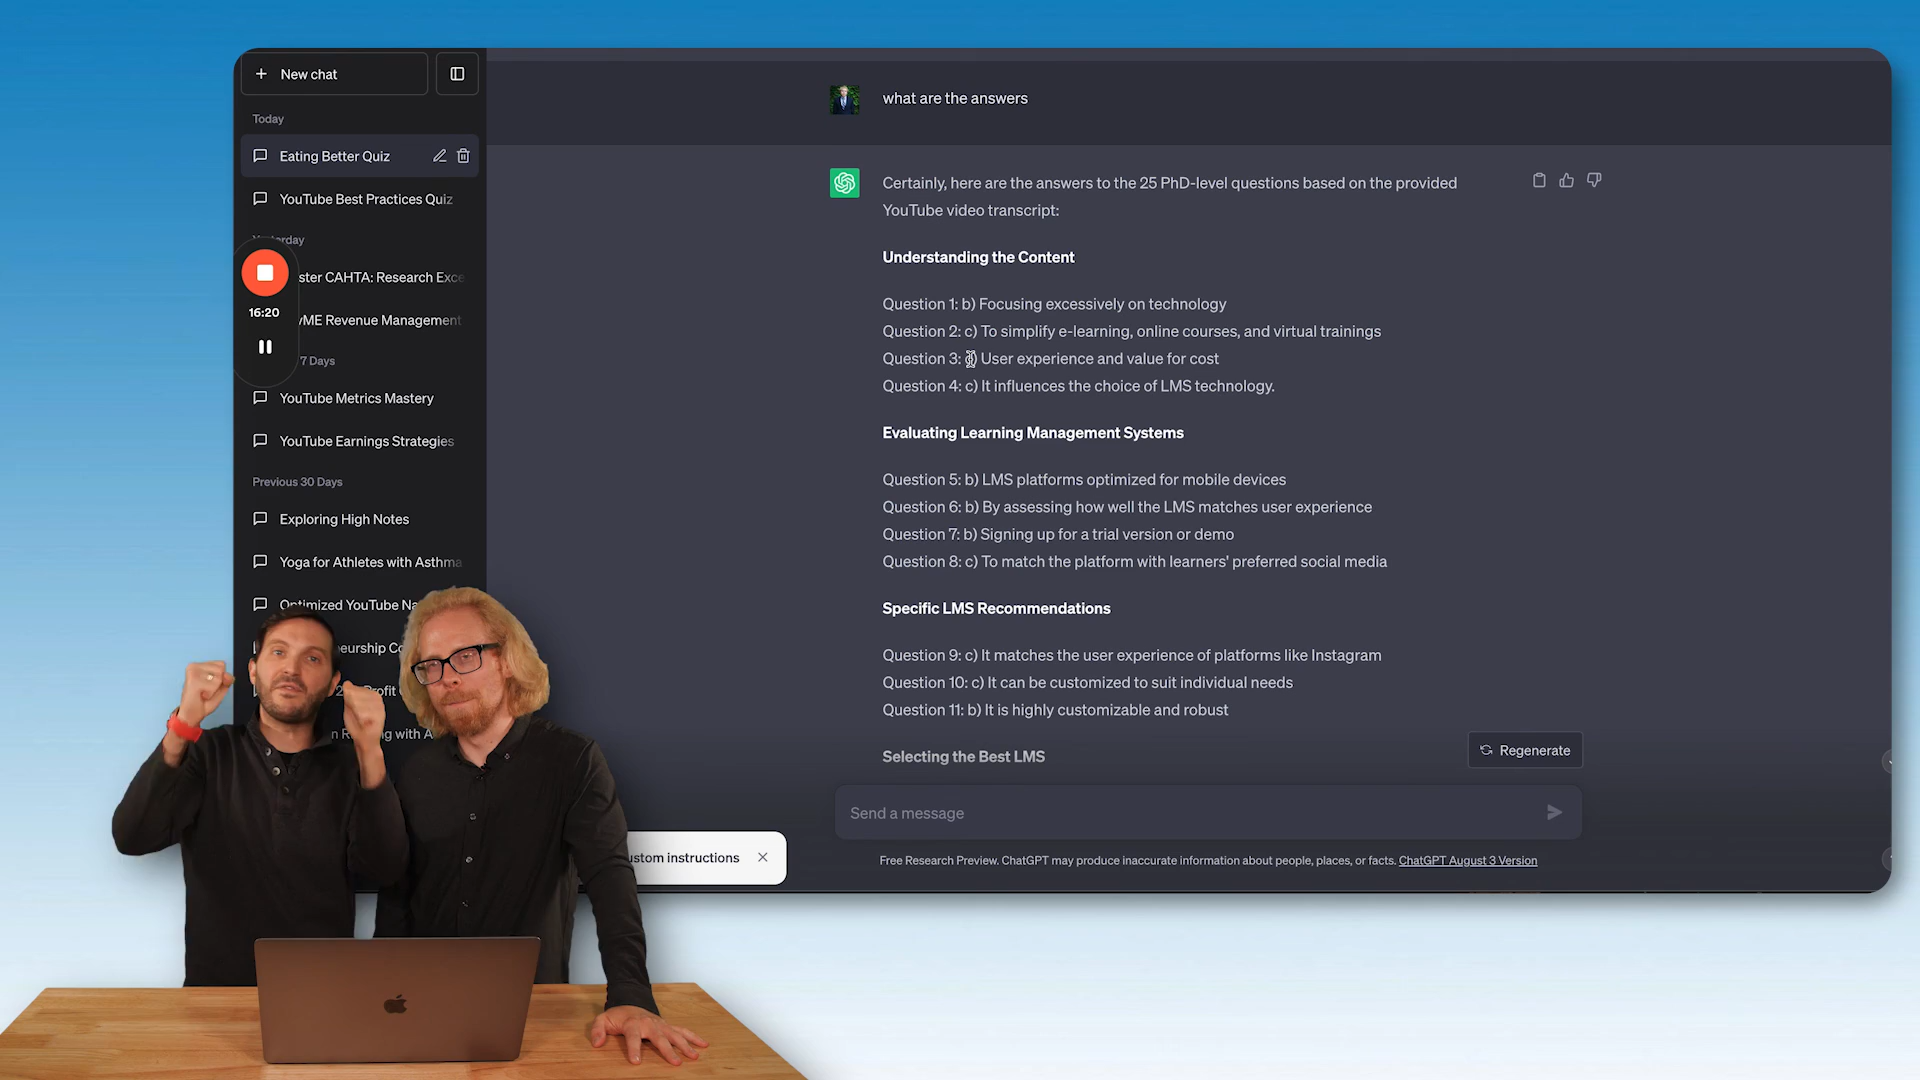 New chat
Today
Eating Better Quiz
YouTube Best Practices Quiz
16:20
CAHTA: Research Exce
Revenue Management
7 Days
YouTube Metrics Mastery
YouTube Earnings Strategies
Previous 30 Days
Exploring High Notes
Yoga for Athletes with Asthma
Optimized YouTube Na
Profit
with A
what are the answers
Certainly, here are the answers to the 25 PhD-level questions based on the provided
YouTube video transcript:
Understanding the Content
Question 1: b) Focusing excessively on technology
Question 2: c) To simplify e-learning, online courses, and virtual trainings
Question 3: User experience and value for cost
Question 4: c) It influences the choice of LMS technology.
Evaluating Learning Management Systems
Question 5: b) LMS platforms optimized for mobile devices
Question 6: b) By assessing how well the LMS matches user experience
Question 7: b) Signing up for a trial version or demo
Question 8: c) To match the platform with learners' preferred social media
Specific LMS Recommendations
Question 9: c) It matches the user experience of platforms like Instagram
Question 10: c) It can be customized to suit individual needs
Question 11: b) It is highly customizable and robust
Selecting the Best LMS
Regenerate
Send a message
ustom instructions
Free Research Preview. ChatGPT may produce inaccurate information about people, places, or facts. ChatGPT August 3 Version